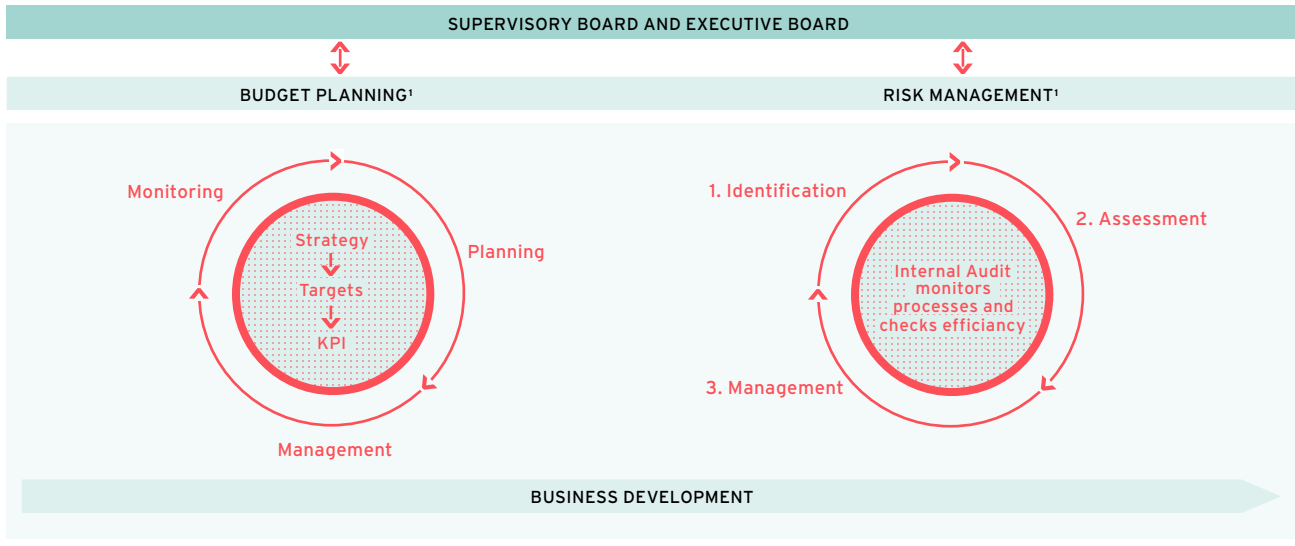 SUPERVISORY BOARD AND EXECUTIVE BOARD
BUDGET PLANNING¹
RISK MANAGEMENT¹
Monitoring
Planning
Management
Strategy
Targets
KPI
1. Identification
2. Assessment
3. Management
Internal Audit
monitors
processes and
checks efficiancy
BUSINESS DEVELOPMENT